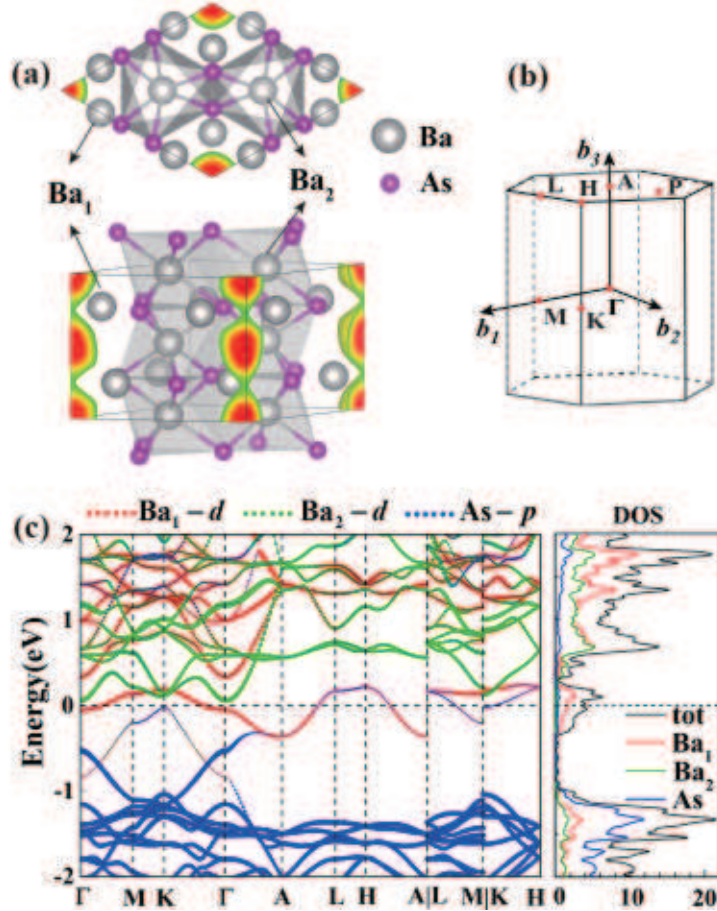 (a)
Ba
As
Ba1
Ba2
(b)
b3
L H A P
M K Γ
b1 b2
(c)
Ba1−d Ba2−d As−p
DOS
Energy(eV)
2
1
0
-1
-2
tot
Ba1
Ba2
As
Γ M K Γ A L H A|L M|K H
0 10 20